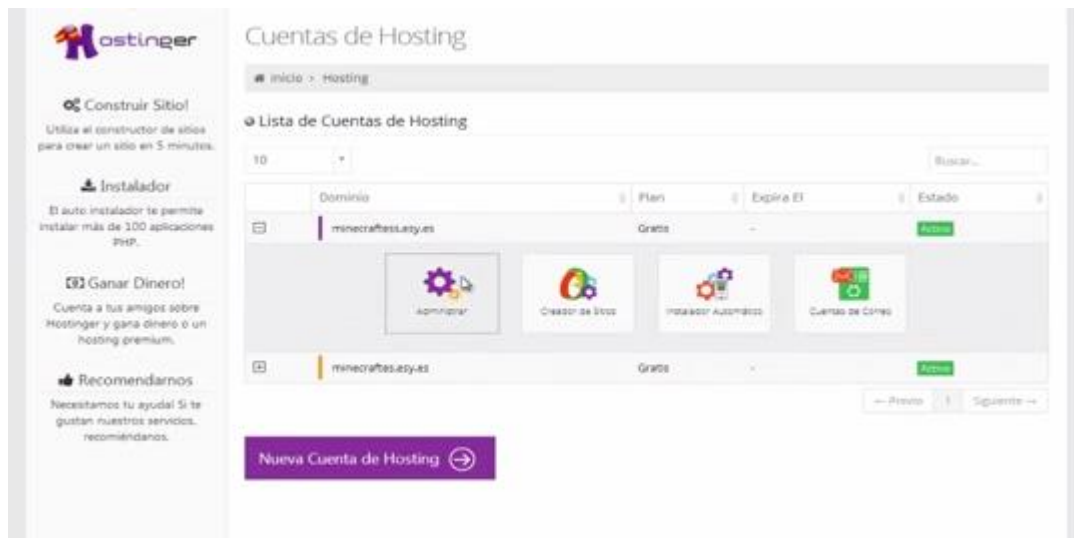 Hostinger
Construir Sitio!
Utiliza el constructor de sitios
para crear un sitio en 5 minutos.
Instalador
El auto instalador te permite
instalar más de 100 aplicaciones
PHP.
Ganar Dinero!
Cuenta a tus amigos sobre
Hostinger y gana dinero o un
hosting premium.
Recomendarnos
Necesitamos tu ayuda! Si te
gustan nuestros servicios,
recomiéndanos.
Cuentas de Hosting
Inicio > Hosting
Lista de Cuentas de Hosting
10
Buscar...
Dominio Plan Expira El Estado
minecraftess.esy.es Gratis - Activo
Administrar Creador de Sitios Instalador Automático Cuentas de Correo
minecraftes.esy.es Gratis - Activo
← Previo 1 Siguiente →
Nueva Cuenta de Hosting